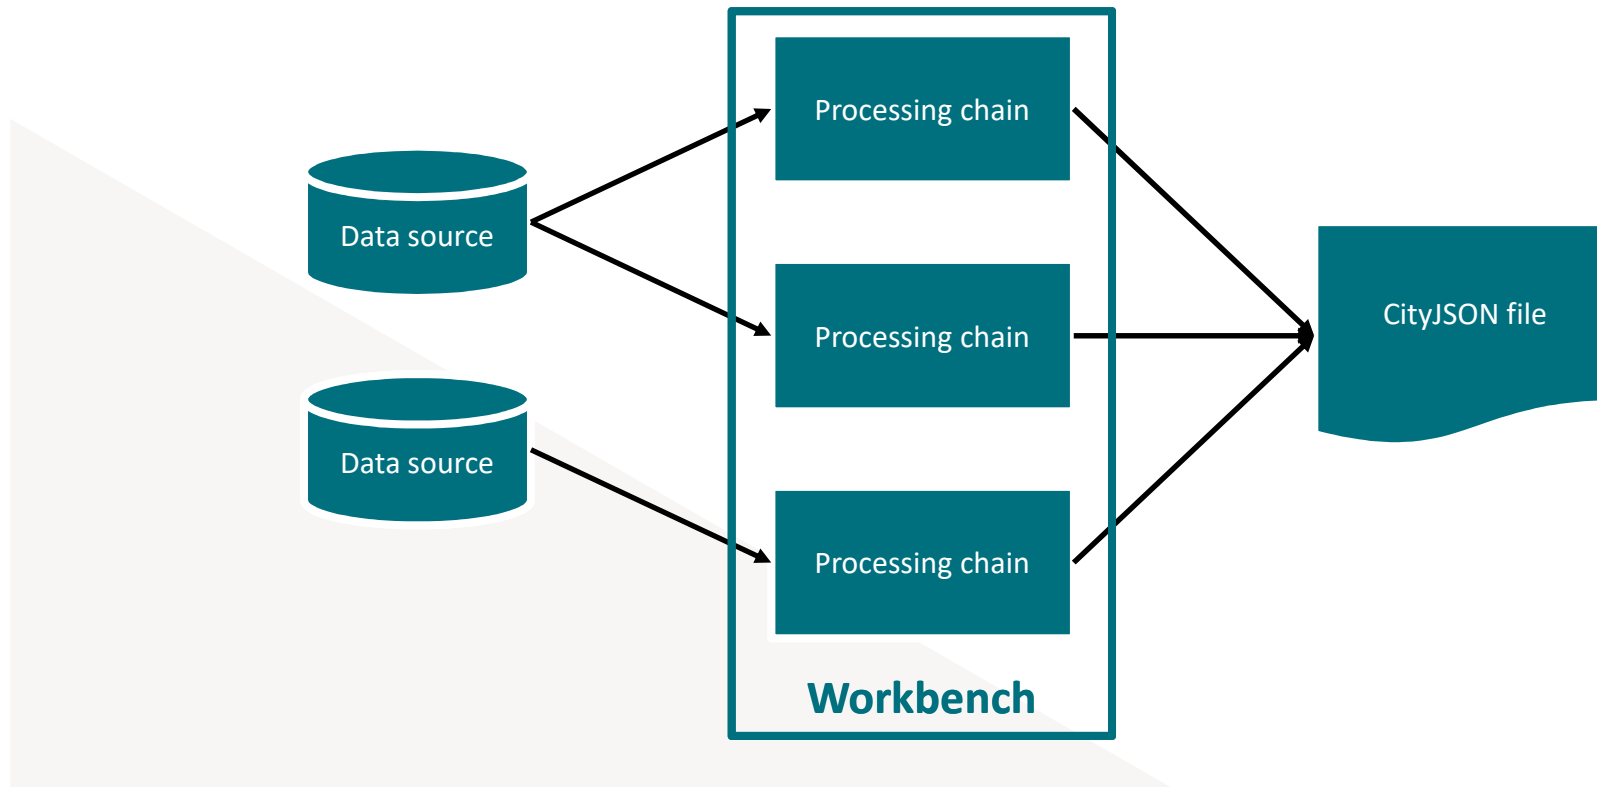 Data source
Data source
Processing chain
Processing chain
Processing chain
Workbench
CityJSON file